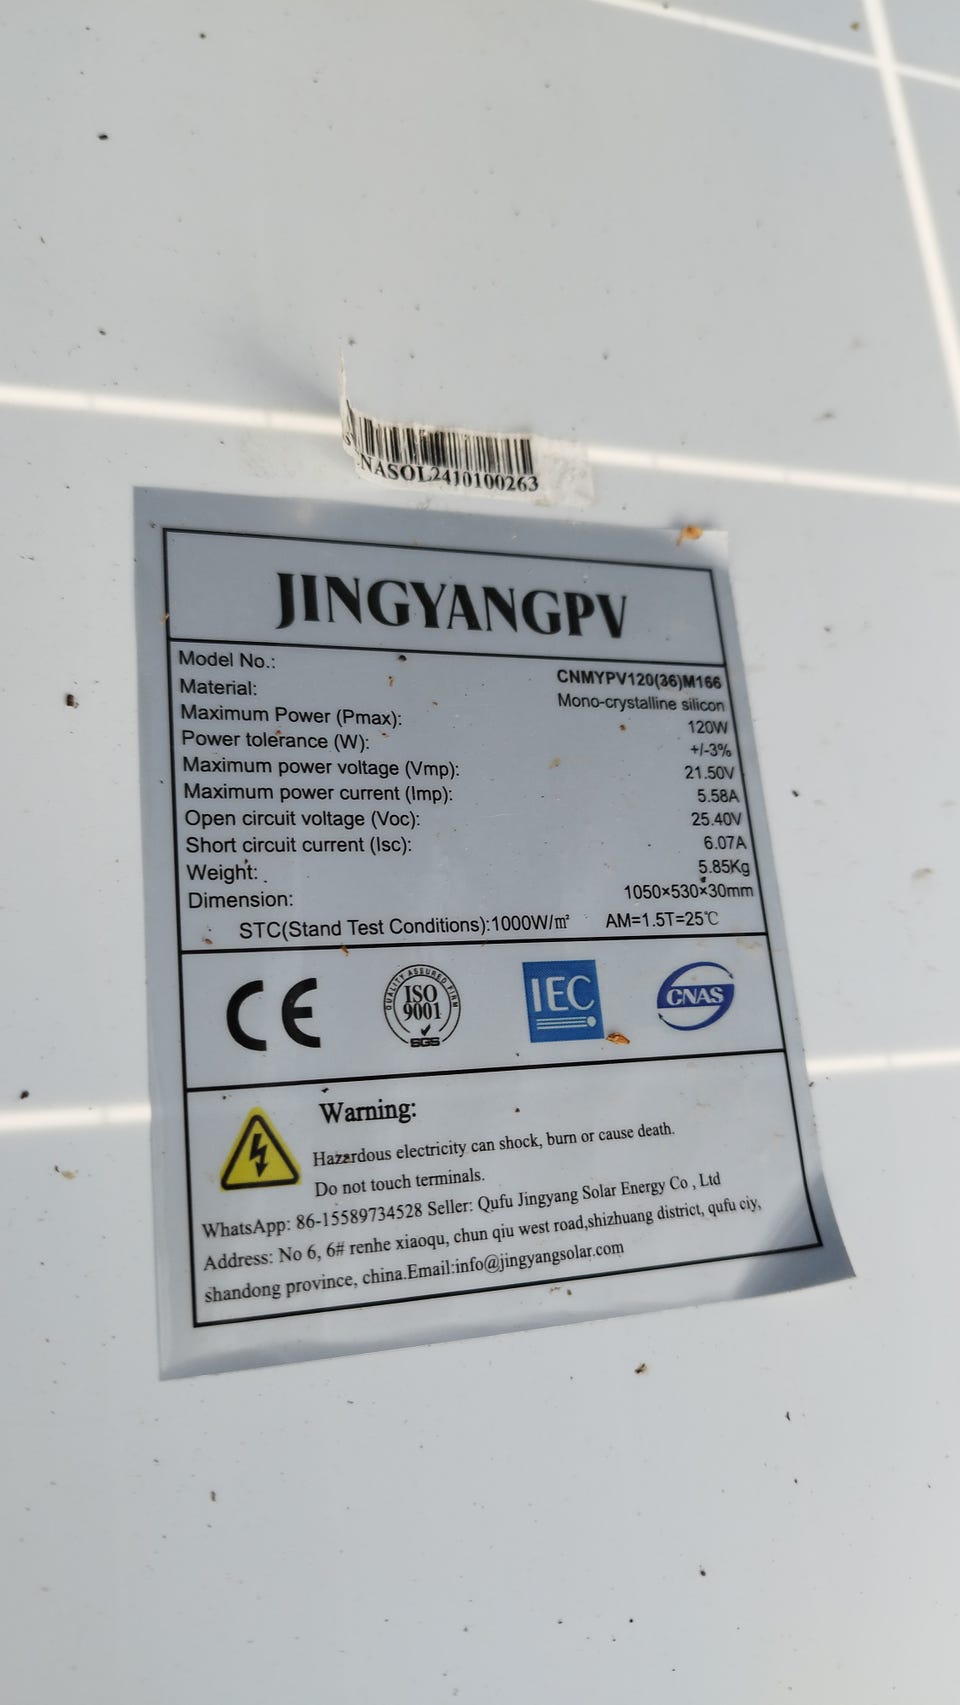 NASOL2410100263
JINGYANGPV
Model No.: CNMYPV120(36)M166
Material: Mono-crystalline silicon
Maximum Power (Pmax): 120W
Power tolerance (W): +/-3%
Maximum power voltage (Vmp): 21.50V
Maximum power current (Imp): 5.58A
Open circuit voltage (Voc): 25.40V
Short circuit current (Isc): 6.07A
Weight: 5.85Kg
Dimension: 1050×530×30mm
STC(Stand Test Conditions):1000W/㎡ AM=1.5T=25℃
CE
QUALITY ASSURED FIRM
ISO
9001
SGS
IEC
CNAS
Warning:
Hazardous electricity can shock, burn or cause death.
Do not touch terminals.
WhatsApp: 86-15589734528 Seller: Qufu Jingyang Solar Energy Co , Ltd
Address: No 6, 6# renhe xiaoqu, chun qiu west road,shizhuang district, qufu ciy,
shandong province, china.Email:info@jingyangsolar.com